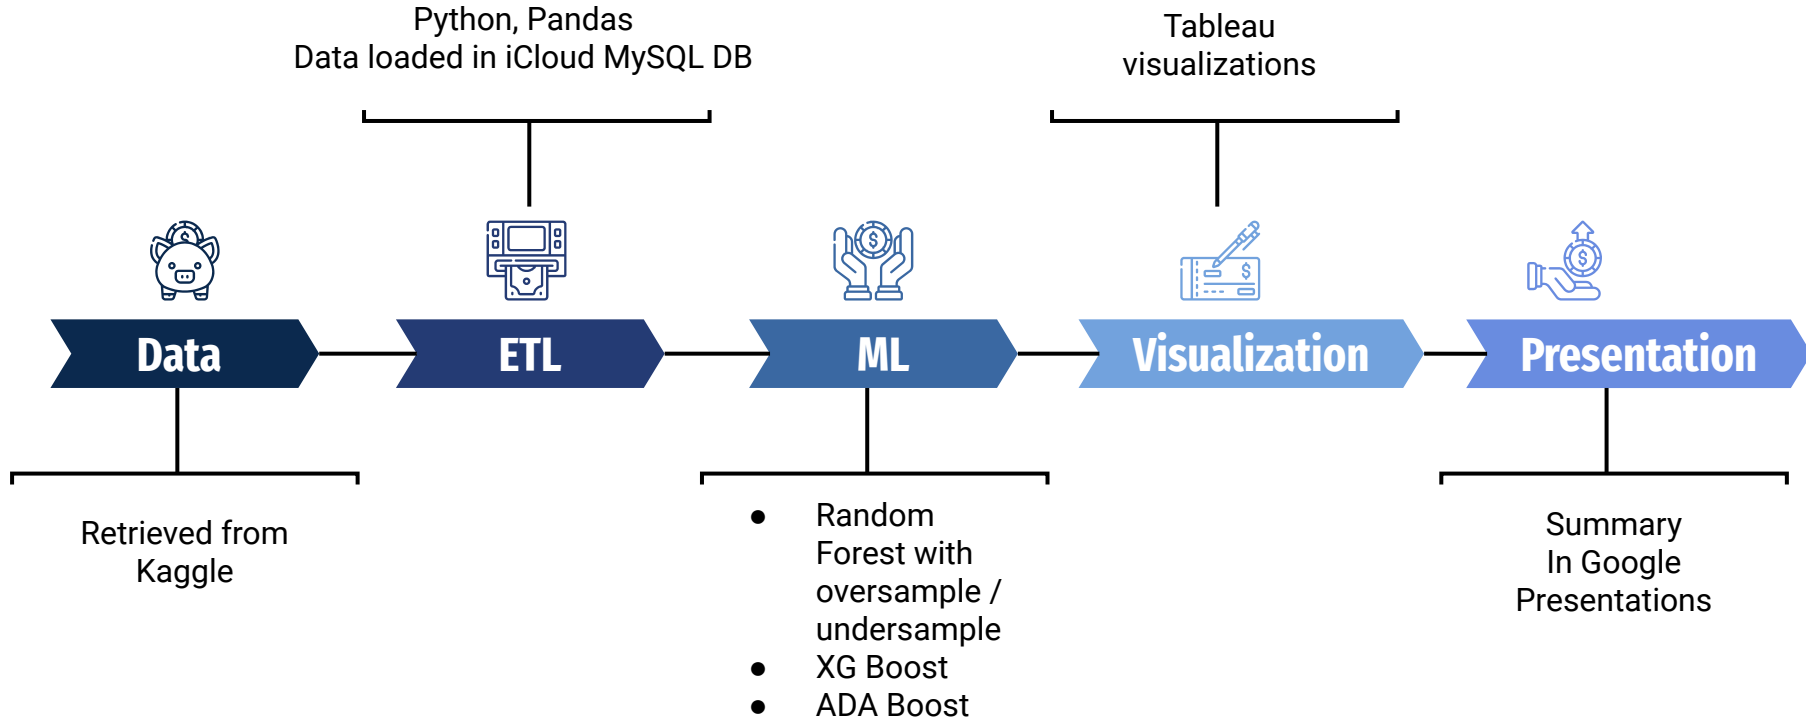 Python, Pandas
Data loaded in iCloud MySQL DB
Tableau
visualizations
Data
ETL
ML
Visualization
Presentation
Retrieved from
Kaggle
● Random
Forest with
oversample /
undersample
● XG Boost
● ADA Boost
Summary
In Google
Presentations